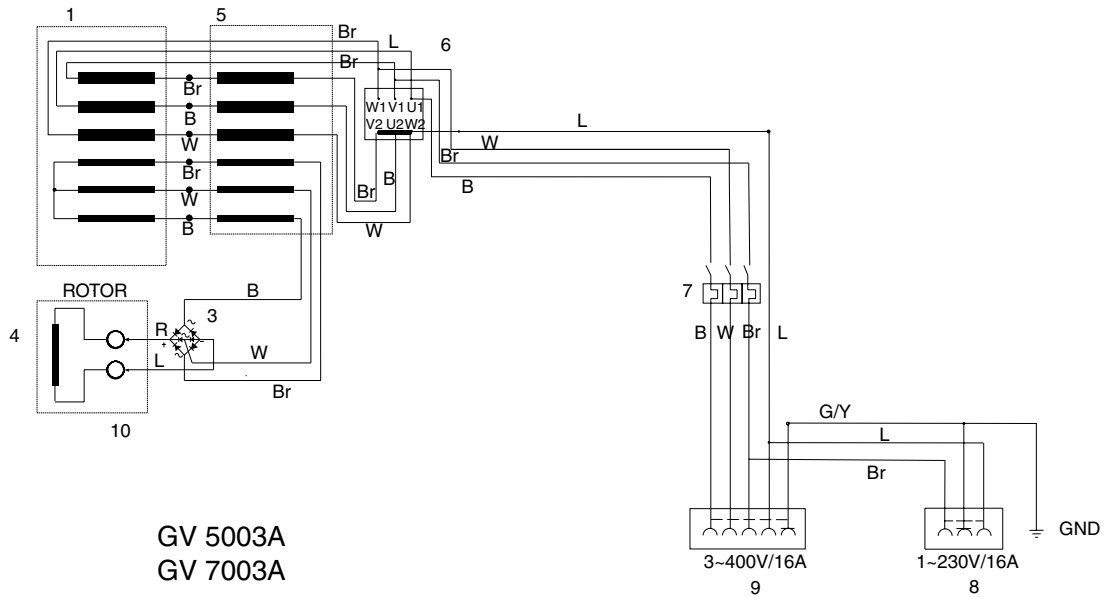 1
5
Br
L
6
Br
Br
W1 V1 U1
B
V2 U2 W2
L
W
W
Br
Br
B
Br
B
W
W
B
ROTOR
B
7
3
4
R
+
~
~
-
B W Br L
W
L
Br
G/Y
10
L
Br
GV 5003A
GND
GV 7003A
3~400V/16A
1~230V/16A
9
8